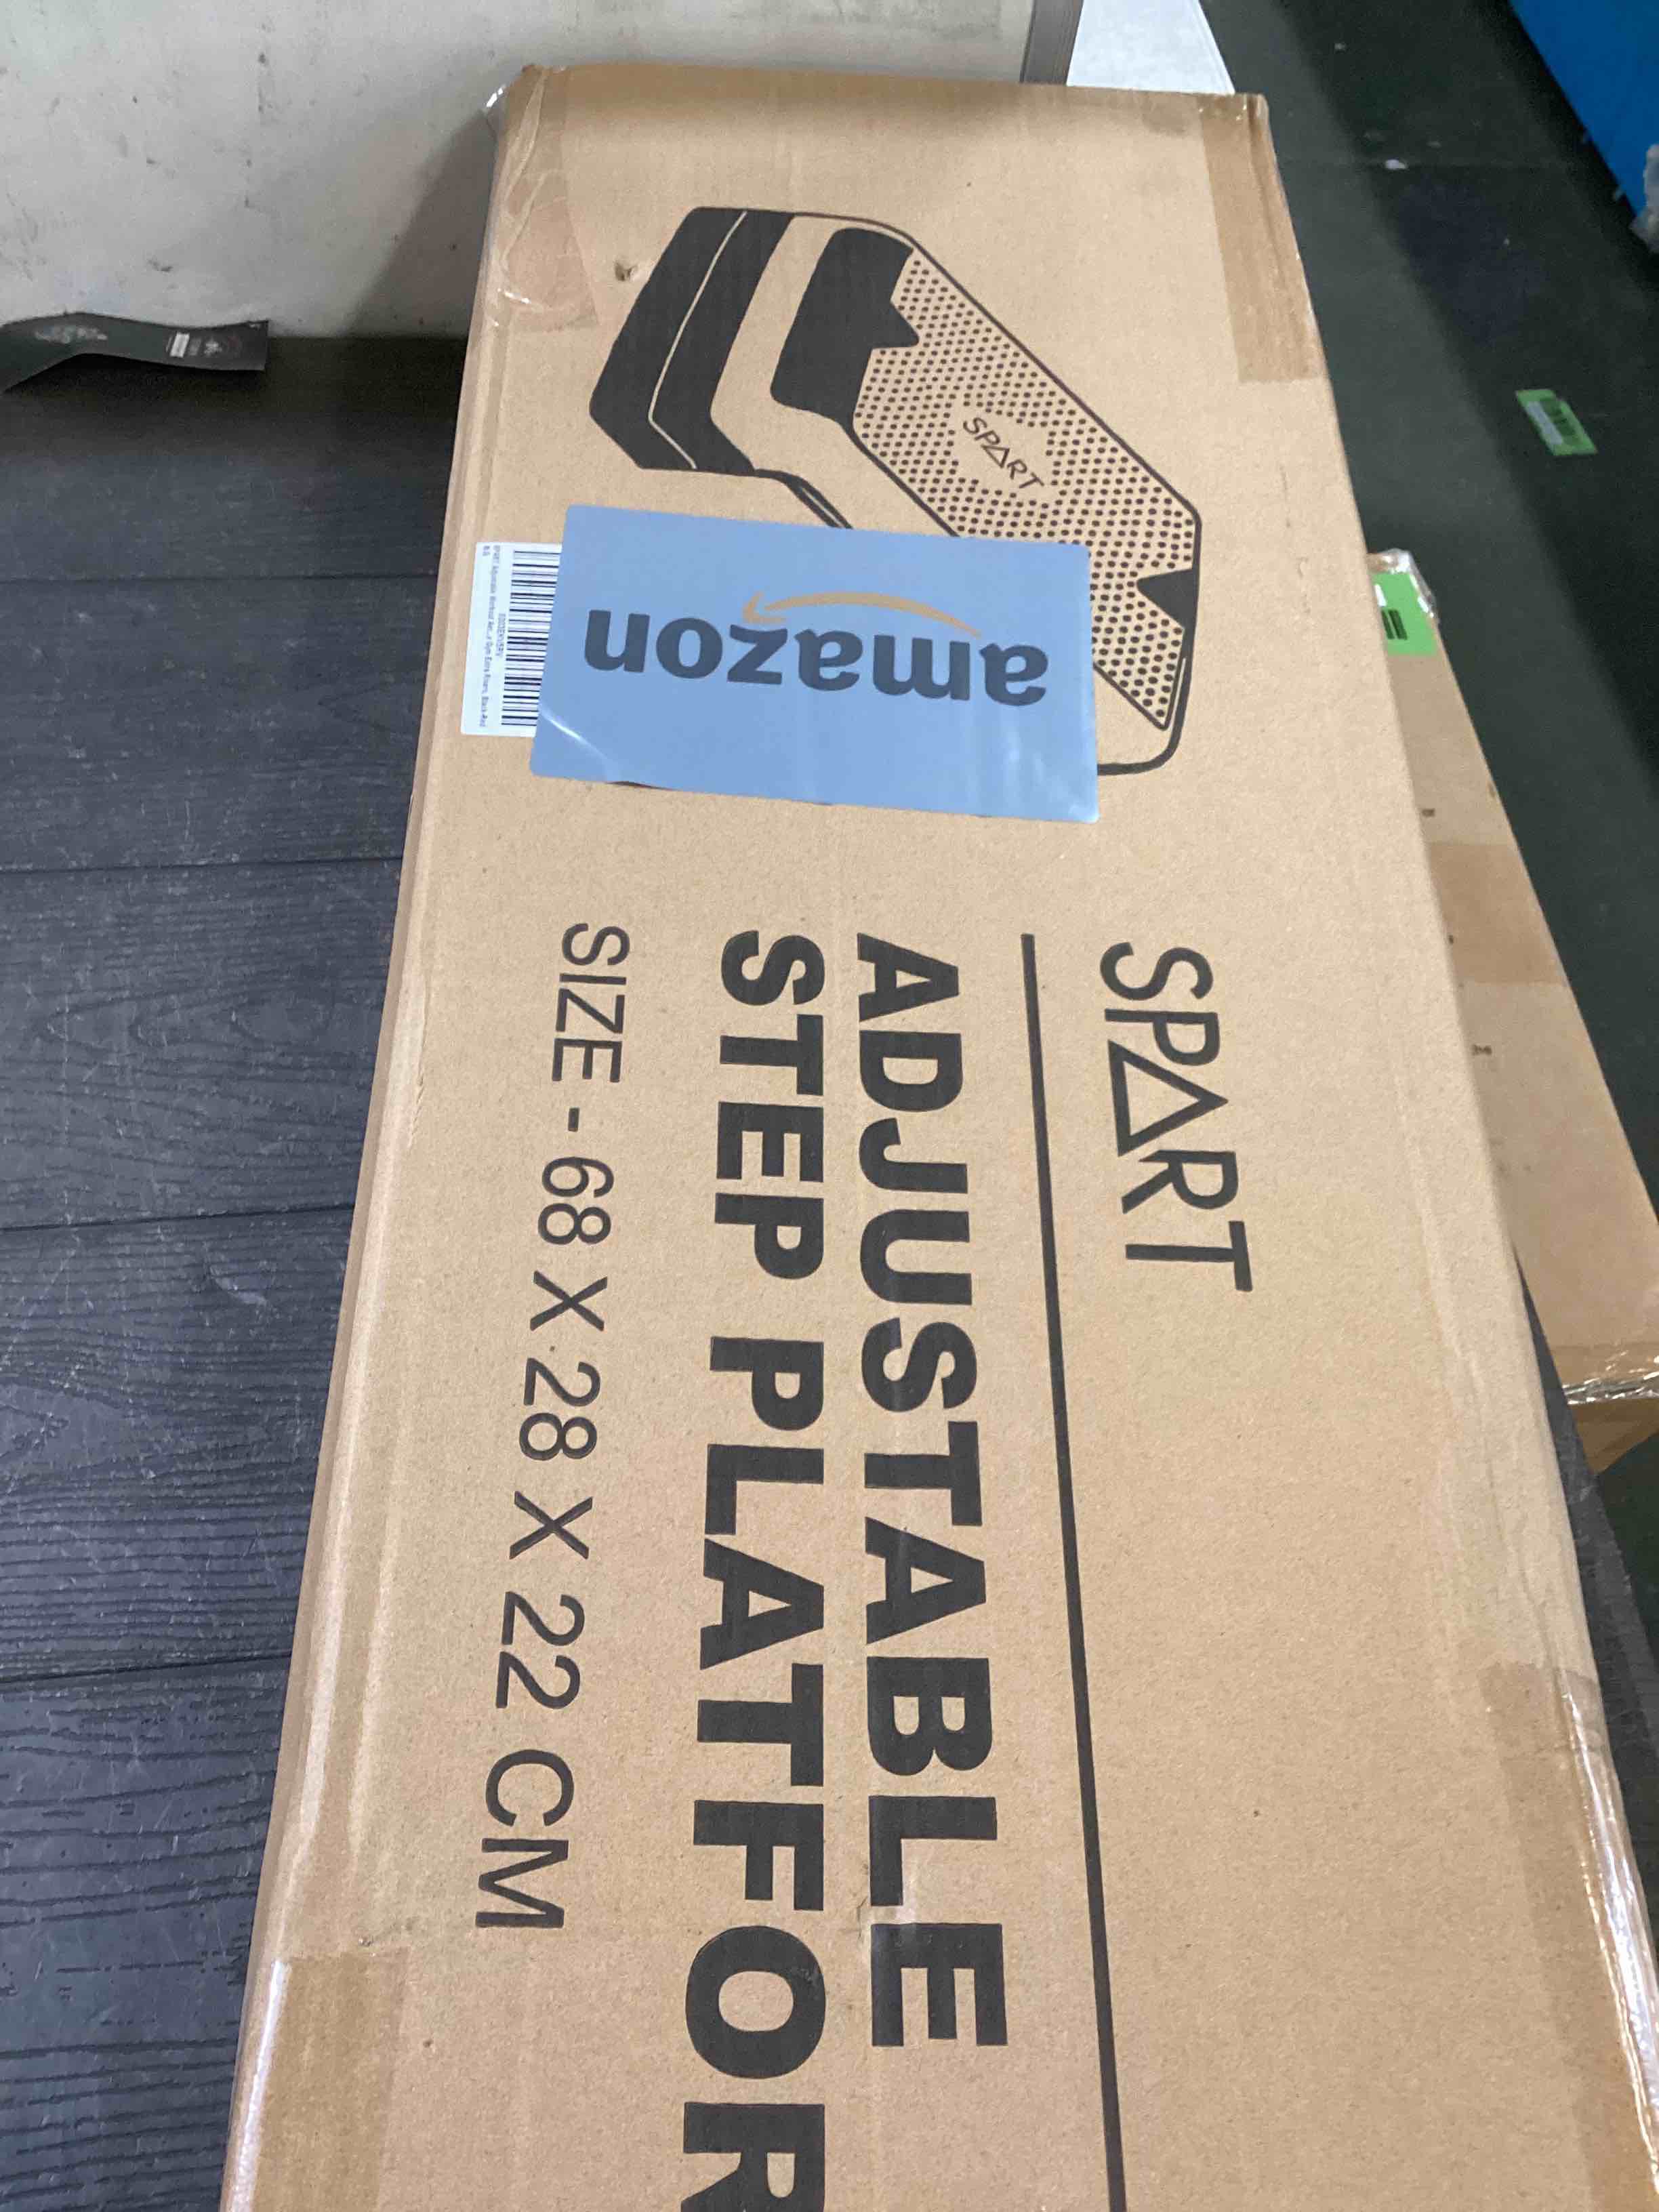 SPART
amazon
SPART
ADJUSTABLE
STEP PLATFOR
SIZE - 68 X 28 X 22 CM